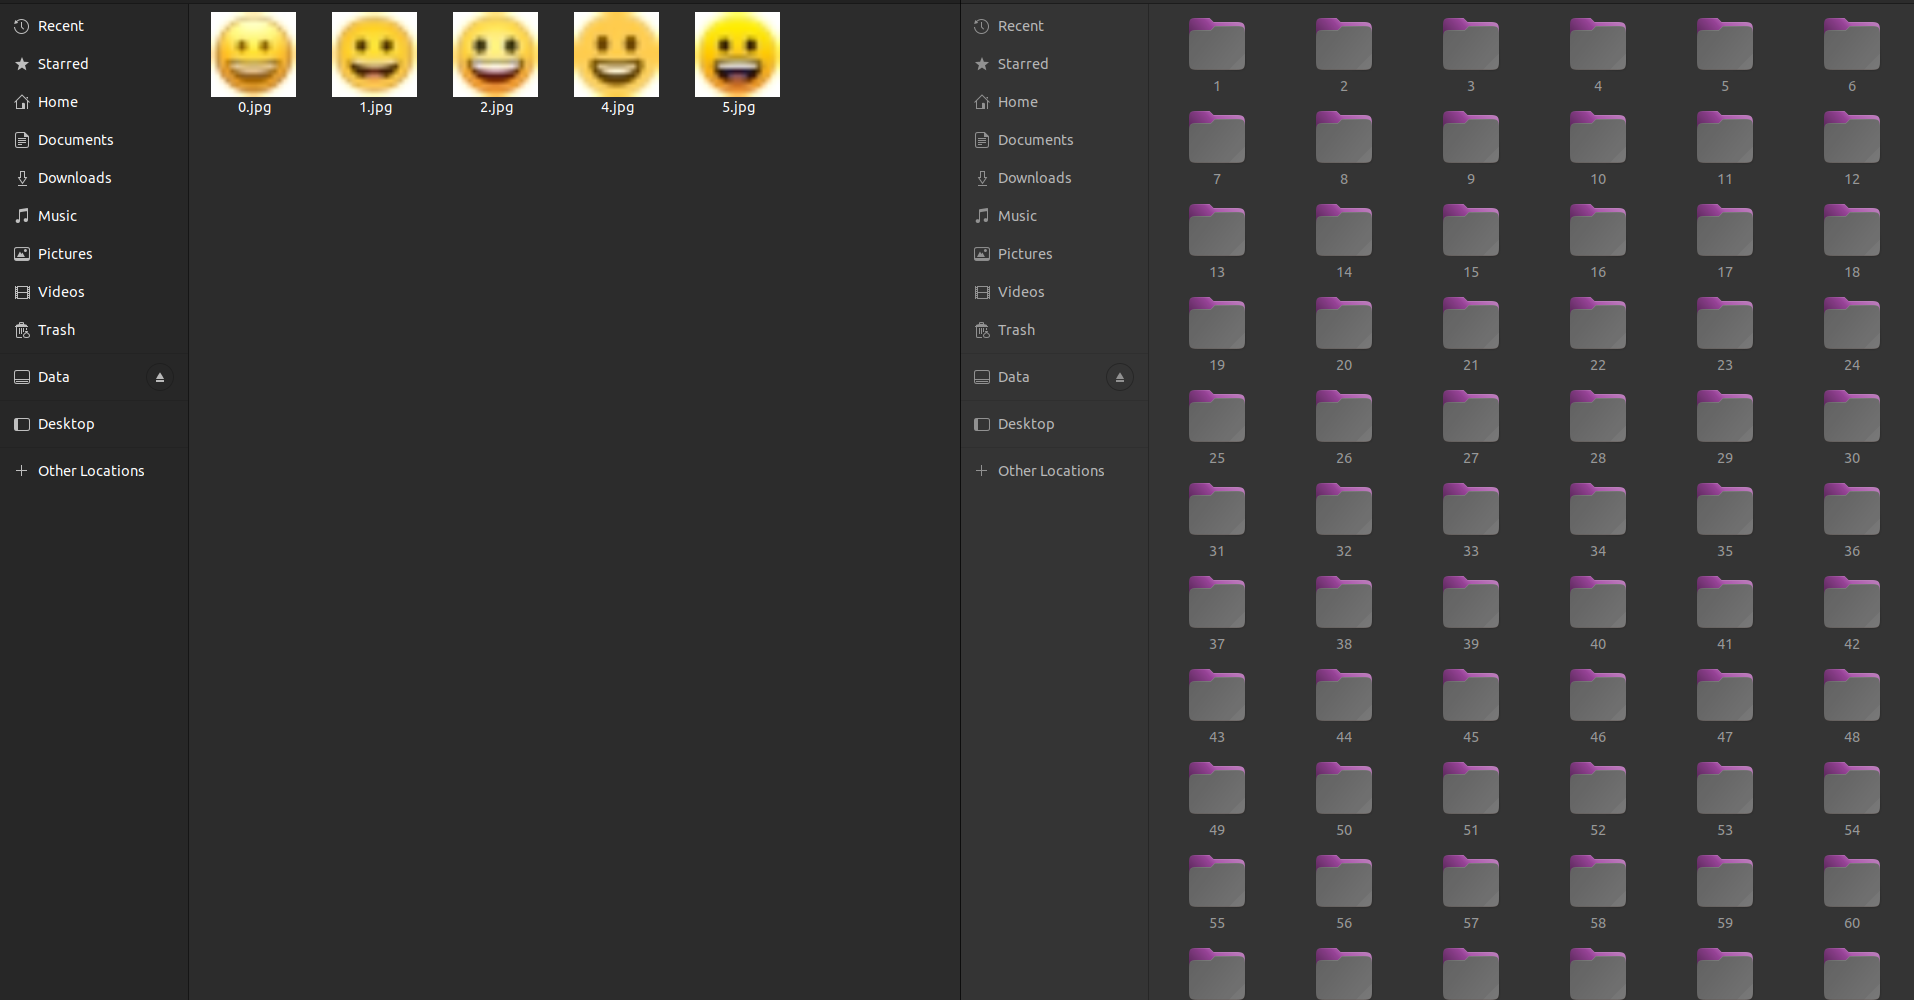 Recent
Starred
Home
Documents
Downloads
Music
Pictures
Videos
Trash
Data
Desktop
Other Locations
0.jpg 1.jpg 2.jpg 4.jpg 5.jpg
Recent
Starred
Home
Documents
Downloads
Music
Pictures
Videos
Trash
Data
Desktop
Other Locations
1 2 3 4 5 6
7 8 9 10 11 12
13 14 15 16 17 18
19 20 21 22 23 24
25 26 27 28 29 30
31 32 33 34 35 36
37 38 39 40 41 42
43 44 45 46 47 48
49 50 51 52 53 54
55 56 57 58 59 60